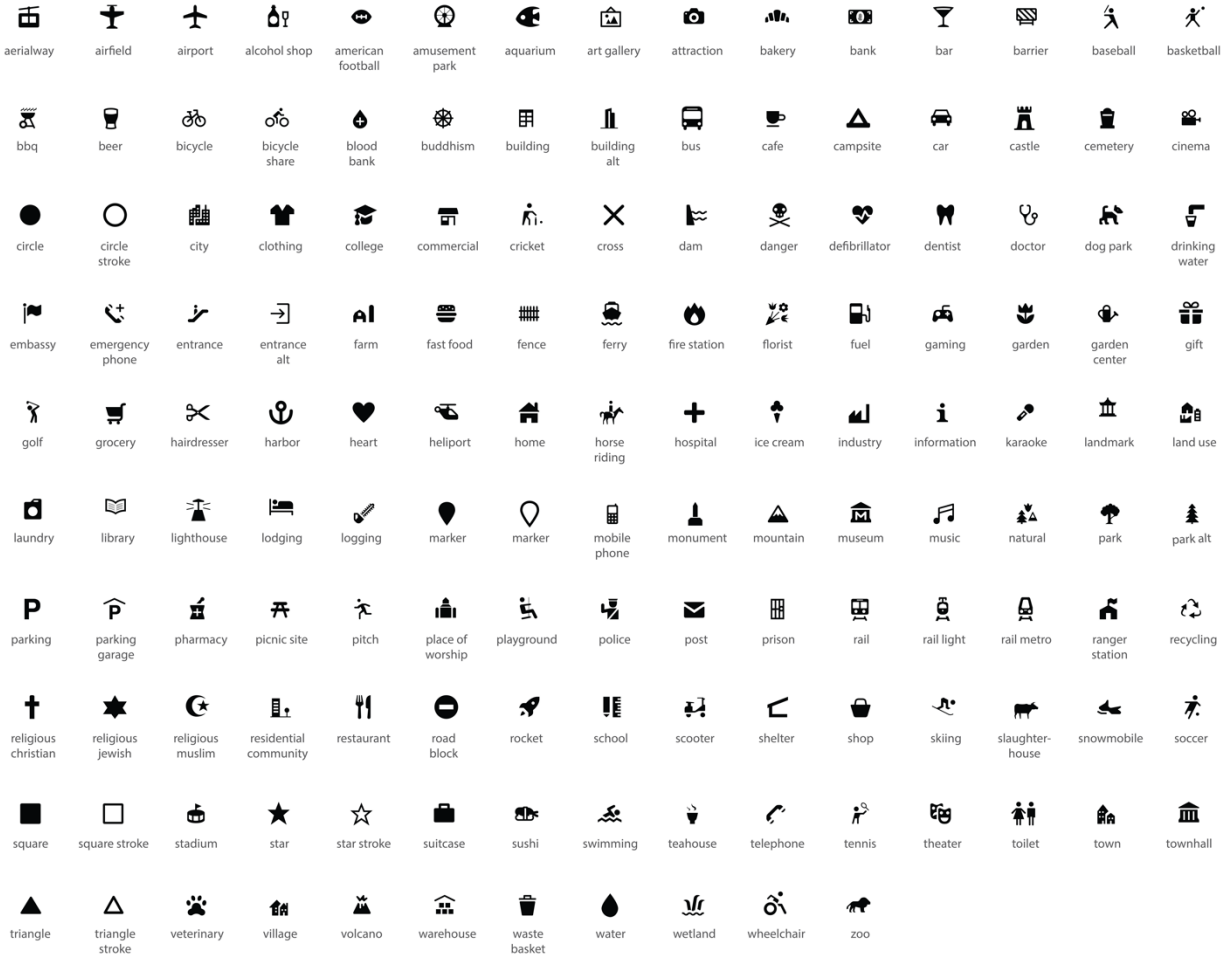 aerialway airfield airport alcohol shop american amusement aquarium art gallery attraction bakery bank bar barrier baseball basketball
football park
bbq beer bicycle bicycle blood buddhism building building bus cafe campsite car castle cemetery cinema
share bank alt
circle circle city clothing college commercial cricket cross dam danger defibrillator dentist doctor dog park drinking
stroke water
embassy emergency entrance entrance farm fast food fence ferry fire station florist fuel gaming garden garden gift
phone alt center
golf grocery hairdresser harbor heart heliport home horse hospital ice cream industry information karaoke landmark land use
riding
laundry library lighthouse lodging logging marker marker mobile monument mountain museum music natural park park alt
phone
P P
parking parking pharmacy picnic site pitch place of playground police post prison rail rail light rail metro ranger recycling
garage worship station
religious religious religious residential restaurant road rocket school scooter shelter shop skiing slaughter- snowmobile soccer
christian jewish muslim community block house
square square stroke stadium star star stroke suitcase sushi swimming teahouse telephone tennis theater toilet town townhall
triangle triangle veterinary village volcano warehouse waste water wetland wheelchair zoo
stroke basket